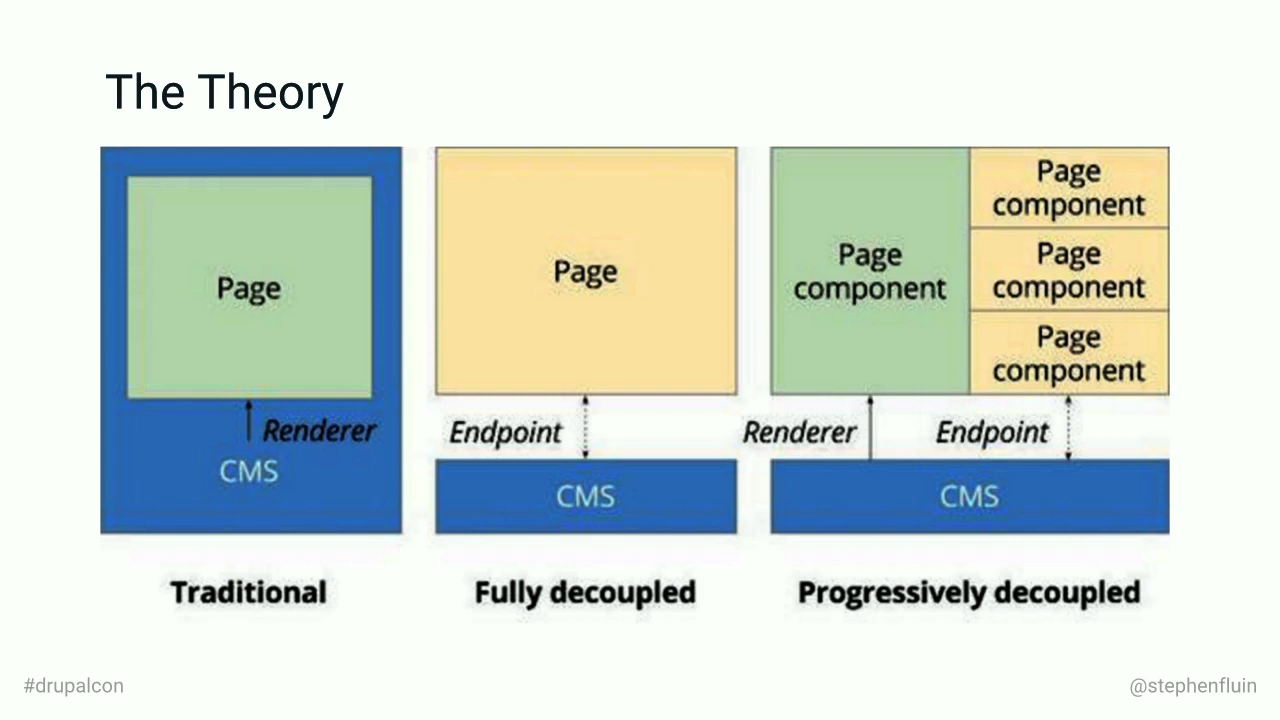 The Theory
Page
Renderer
CMS
Traditional
Page
Endpoint
CMS
Fully decoupled
Page
component
Page
component
Page
component
Page
component
Renderer
Endpoint
CMS
Progressively decoupled
#drupalcon
@stephenfluin